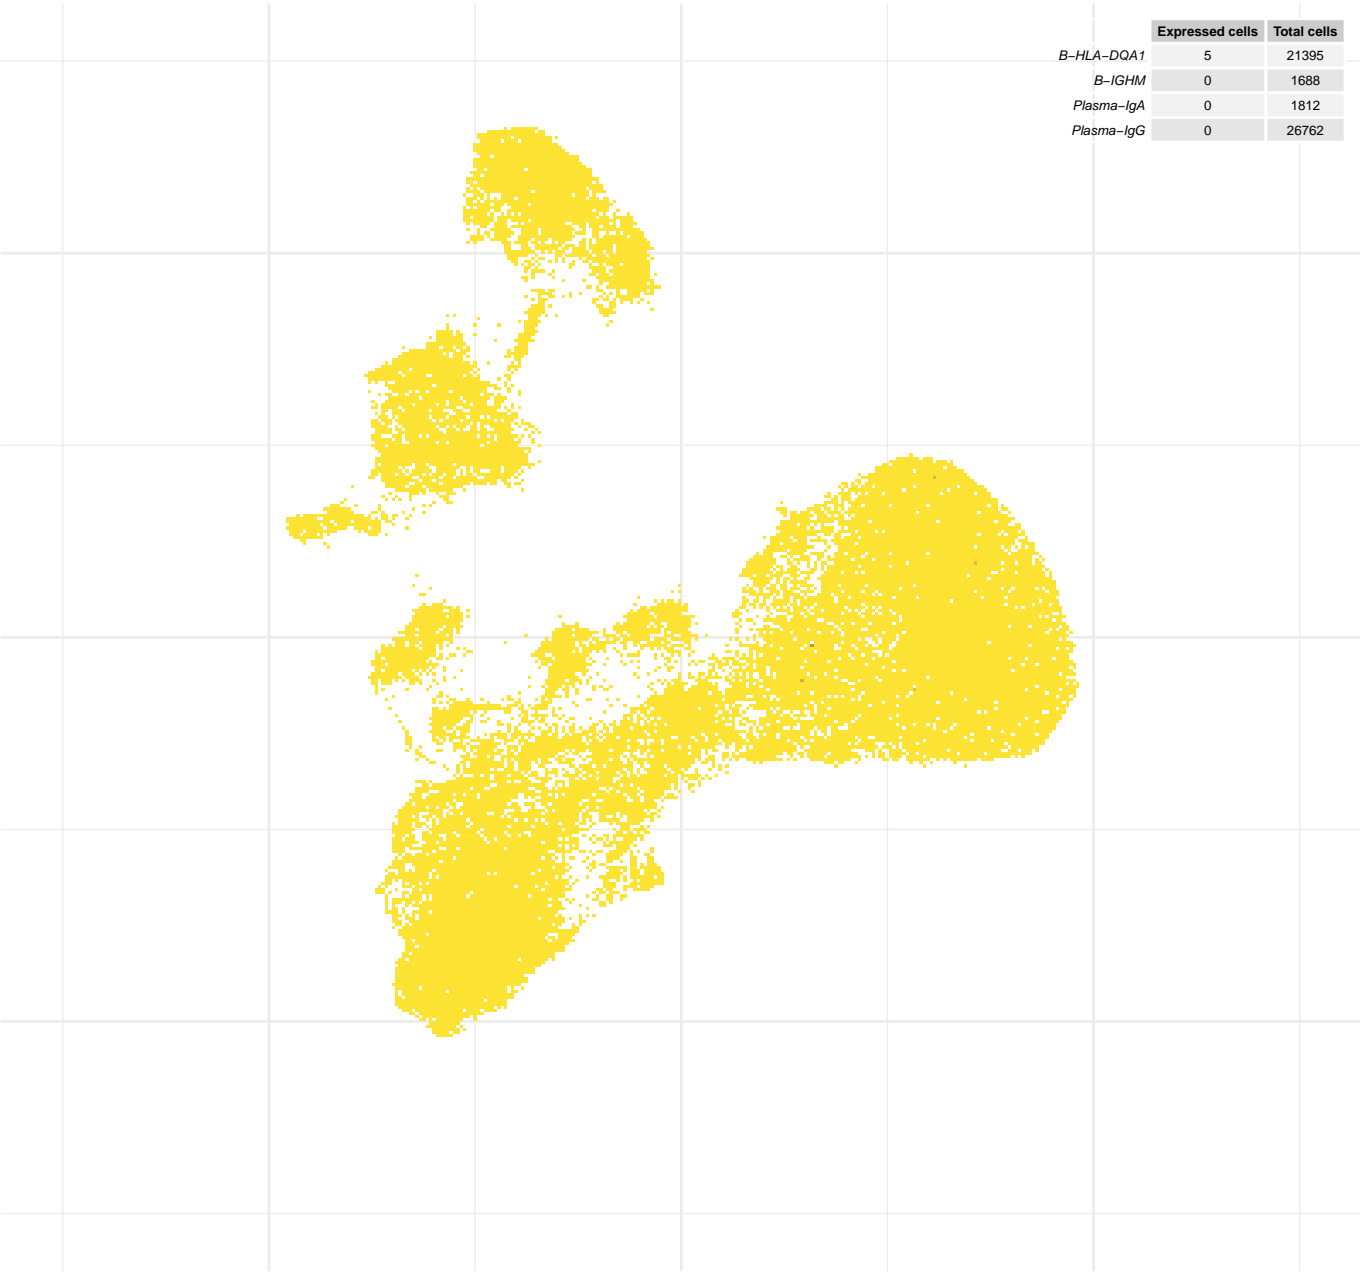 Expressed cells Total cells
B−HLA−DQA1 5 21395
B−IGHM 0 1688
Plasma−IgA 0 1812
Plasma−IgG 0 26762